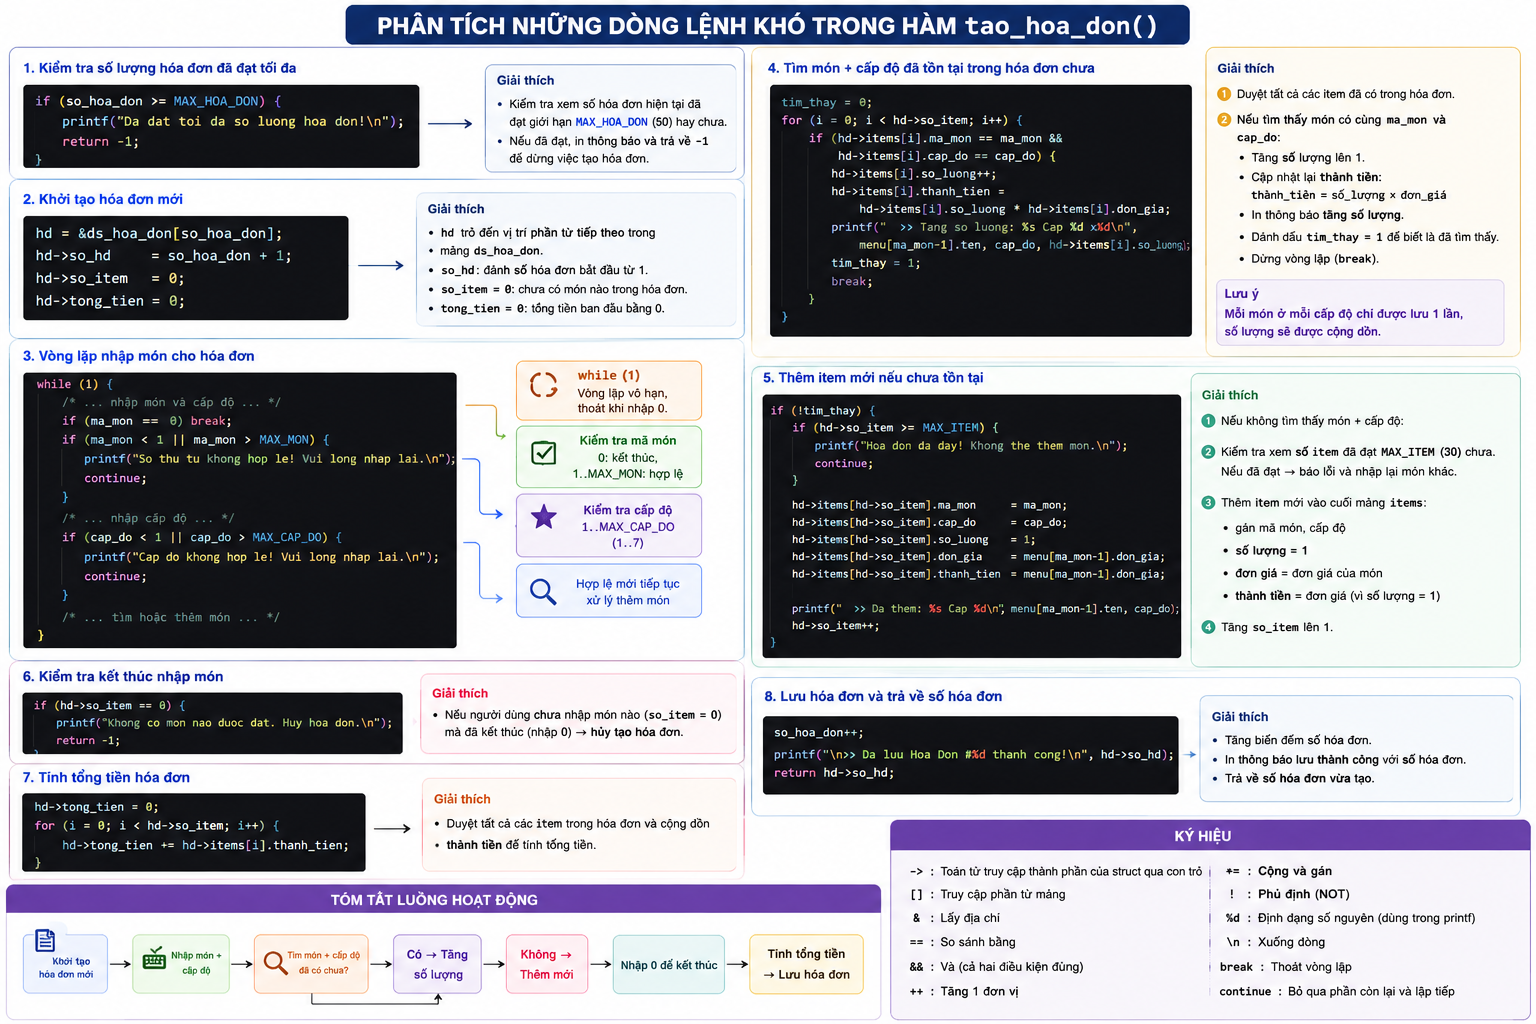 PHÂN TÍCH NHỮNG DÒNG LỆNH KHÓ TRONG HÀM tao_hoa_don()
1. Kiểm tra số lượng hóa đơn đã đạt tối đa
if (so_hoa_don >= MAX_HOA_DON) {
printf("Da dat toi da so luong hoa don!\n");
return -1;
}
Giải thích
• Kiểm tra xem số hóa đơn hiện tại đã
đạt giới hạn MAX_HOA_DON (50) hay chưa.
• Nếu đã đạt, in thông báo và trả về -1
để dừng việc tạo hóa đơn.
2. Khởi tạo hóa đơn mới
hd = &ds_hoa_don[so_hoa_don];
hd->so_hd = so_hoa_don + 1;
hd->so_item = 0;
hd->tong_tien = 0;
Giải thích
• hd trỏ đến vị trí phần tử tiếp theo trong
• mảng ds_hoa_don.
• so_hd: đánh số hóa đơn bắt đầu từ 1.
• so_item = 0: chưa có món nào trong hóa đơn.
• tong_tien = 0: tổng tiền ban đầu bằng 0.
3. Vòng lặp nhập món cho hóa đơn
while (1) {
/* ... nhập món và cấp độ ... */
if (ma_mon == 0) break;
if (ma_mon < 1 || ma_mon > MAX_MON) {
printf("So thu tu khong hop le! Vui long nhap lai.\n");
continue;
}
/* ... nhập cấp độ ... */
if (cap_do < 1 || cap_do > MAX_CAP_DO) {
printf("Cap do khong hop le! Vui long nhap lai.\n");
continue;
}
/* ... tìm hoặc thêm món ... */
}
while (1)
Vòng lặp vô hạn,
thoát khi nhập 0.
Kiểm tra mã món
0: kết thúc,
1..MAX_MON: hợp lệ
Kiểm tra cấp độ
1..MAX_CAP_DO
(1..7)
Hợp lệ mới tiếp tục
xử lý thêm món
6. Kiểm tra kết thúc nhập món
if (hd->so_item == 0) {
printf("Khong co mon nao duoc dat. Huy hoa don.\n");
return -1;
Giải thích
• Nếu người dùng chưa nhập món nào (so_item = 0)
mà đã kết thúc (nhập 0) → hủy tạo hóa đơn.
7. Tính tổng tiền hóa đơn
hd->tong_tien = 0;
for (i = 0; i < hd->so_item; i++) {
hd->tong_tien += hd->items[i].thanh_tien;
}
Giải thích
• Duyệt tất cả các item trong hóa đơn và cộng dồn
• thành tiền để tính tổng tiền.
4. Tìm món + cấp độ đã tồn tại trong hóa đơn chưa
tim_thay = 0;
for (i = 0; i < hd->so_item; i++) {
if (hd->items[i].ma_mon == ma_mon &&
hd->items[i].cap_do == cap_do) {
hd->items[i].so_luong++;
hd->items[i].thanh_tien =
hd->items[i].so_luong * hd->items[i].don_gia;
printf(" >> Tang so luong: %s Cap %d x%d\n",
menu[ma_mon-1].ten, cap_do, hd->items[i].so_luong);
tim_thay = 1;
break;
}
}
Giải thích
1 Duyệt tất cả các item đã có trong hóa đơn.
2 Nếu tìm thấy món có cùng ma_mon và
cap_do:
• Tăng số lượng lên 1.
• Cập nhật lại thành tiền:
thành_tiền = số_lượng × đơn_giá
• In thông báo tăng số lượng.
• Đánh dấu tim_thay = 1 để biết là đã tìm thấy.
• Dừng vòng lặp (break).
Lưu ý
Mỗi món ở mỗi cấp độ chỉ được lưu 1 lần,
số lượng sẽ được cộng dồn.
5. Thêm item mới nếu chưa tồn tại
if (!tim_thay) {
if (hd->so_item >= MAX_ITEM) {
printf("Hoa don da day! Khong the them mon.\n");
continue;
}
hd->items[hd->so_item].ma_mon = ma_mon;
hd->items[hd->so_item].cap_do = cap_do;
hd->items[hd->so_item].so_luong = 1;
hd->items[hd->so_item].don_gia = menu[ma_mon-1].don_gia;
hd->items[hd->so_item].thanh_tien = menu[ma_mon-1].don_gia;
printf(" >> Da them: %s Cap %d\n", menu[ma_mon-1].ten, cap_do);
hd->so_item++;
}
Giải thích
1 Nếu không tìm thấy món + cấp độ:
2 Kiểm tra xem số item đã đạt MAX_ITEM (30) chưa.
Nếu đã đạt → báo lỗi và nhập lại món khác.
3 Thêm item mới vào cuối mảng items:
• gán mã món, cấp độ
• số lượng = 1
• đơn giá = đơn giá của món
• thành tiền = đơn giá (vì số lượng = 1)
4 Tăng so_item lên 1.
8. Lưu hóa đơn và trả về số hóa đơn
so_hoa_don++;
printf("\n>> Da luu Hoa Don #%d thanh cong!\n", hd->so_hd);
return hd->so_hd;
Giải thích
• Tăng biến đếm số hóa đơn.
• In thông báo lưu thành công với số hóa đơn.
• Trả về số hóa đơn vừa tạo.
TÓM TẮT LUỒNG HOẠT ĐỘNG
Khởi tạo
hóa đơn mới
Nhập món +
cấp độ
Tìm món + cấp độ
đã có chưa?
Có → Tăng
số lượng
Không →
Thêm mới
Nhập 0 để kết thúc
Tính tổng tiền
→ Lưu hóa đơn
KÝ HIỆU
-> : Toán tử truy cập thành phần của struct qua con trỏ
[] : Truy cập phần tử mảng
& : Lấy địa chỉ
== : So sánh bằng
&& : Và (cả hai điều kiện đúng)
++ : Tăng 1 đơn vị
+= : Cộng và gán
! : Phủ định (NOT)
%d : Định dạng số nguyên (dùng trong printf)
\n : Xuống dòng
break : Thoát vòng lặp
continue : Bỏ qua phần còn lại và lặp tiếp